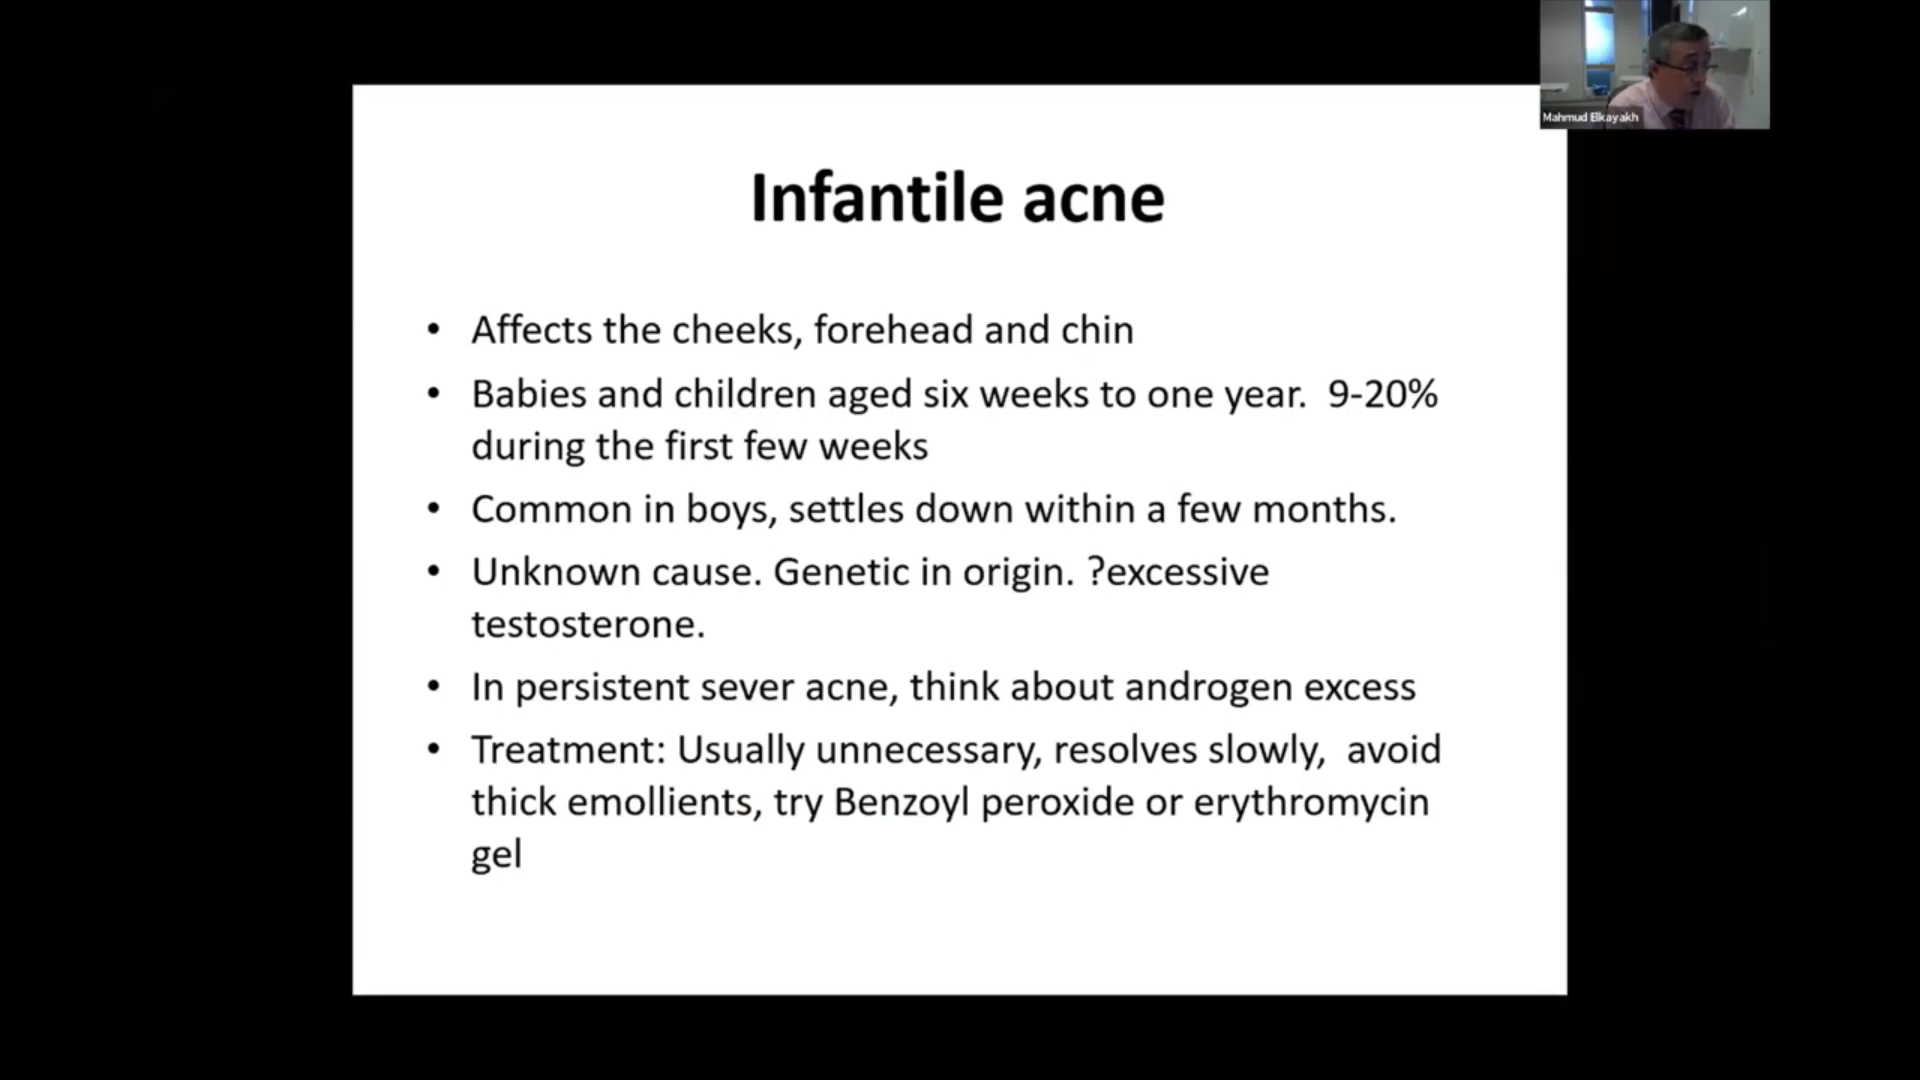 Mahmud Elkayakh
Infantile acne
• Affects the cheeks, forehead and chin
• Babies and children aged six weeks to one year.  9-20%
during the first few weeks
• Common in boys, settles down within a few months.
• Unknown cause. Genetic in origin. ?excessive
testosterone.
• In persistent sever acne, think about androgen excess
• Treatment: Usually unnecessary, resolves slowly,  avoid
thick emollients, try Benzoyl peroxide or erythromycin
gel